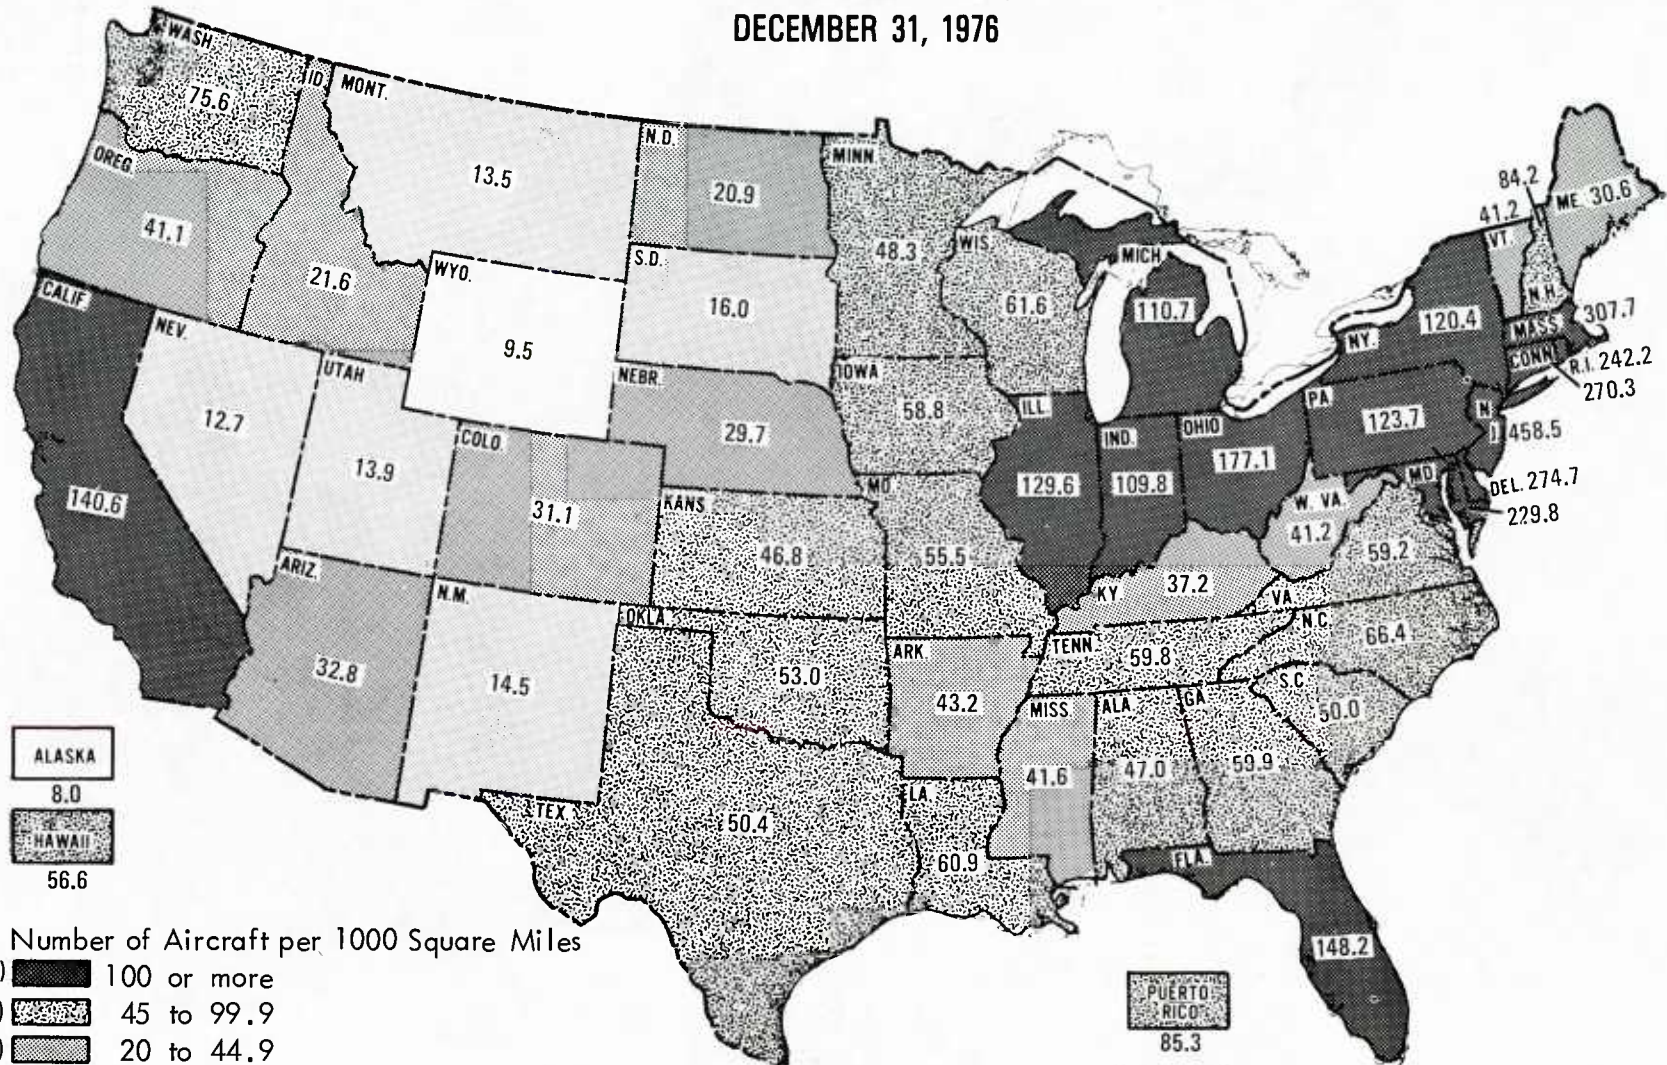 DECEMBER 31, 1976
WASH.
75.6
ID.
MONT.
13.5
N.D.
20.9
MINN.
48.3
OREG.
41.1
21.6
WYO.
9.5
S.D.
16.0
WIS.
61.6
MICH
110.7
84.2
41.2
VT.
ME. 30.6
N.H.
MASS
307.7
NY.
120.4
CONN
R.I. 242.2
270.3
CALIF
140.6
NEV.
12.7
UTAH
13.9
COLO.
31.1
NEBR.
29.7
IOWA
58.8
ILL.
129.6
IND.
109.8
OHIO
177.1
PA
123.7
N
J
458.5
MD
DEL. 274.7
229.8
W. VA.
41.2
KANS
46.8
MO.
55.5
KY
37.2
VA.
59.2
ARIZ.
32.8
N.M.
14.5
OKLA.
53.0
ARK.
43.2
TENN.
59.8
N.C.
66.4
S.C.
50.0
MISS.
41.6
ALA.
47.0
GA
59.9
TEX.
50.4
LA.
60.9
FLA.
148.2
ALASKA
8.0
HAWAII
56.6
PUERTO
RICO
85.3
Number of Aircraft per 1000 Square Miles
) 100 or more
) 45 to 99.9
) 20 to 44.9